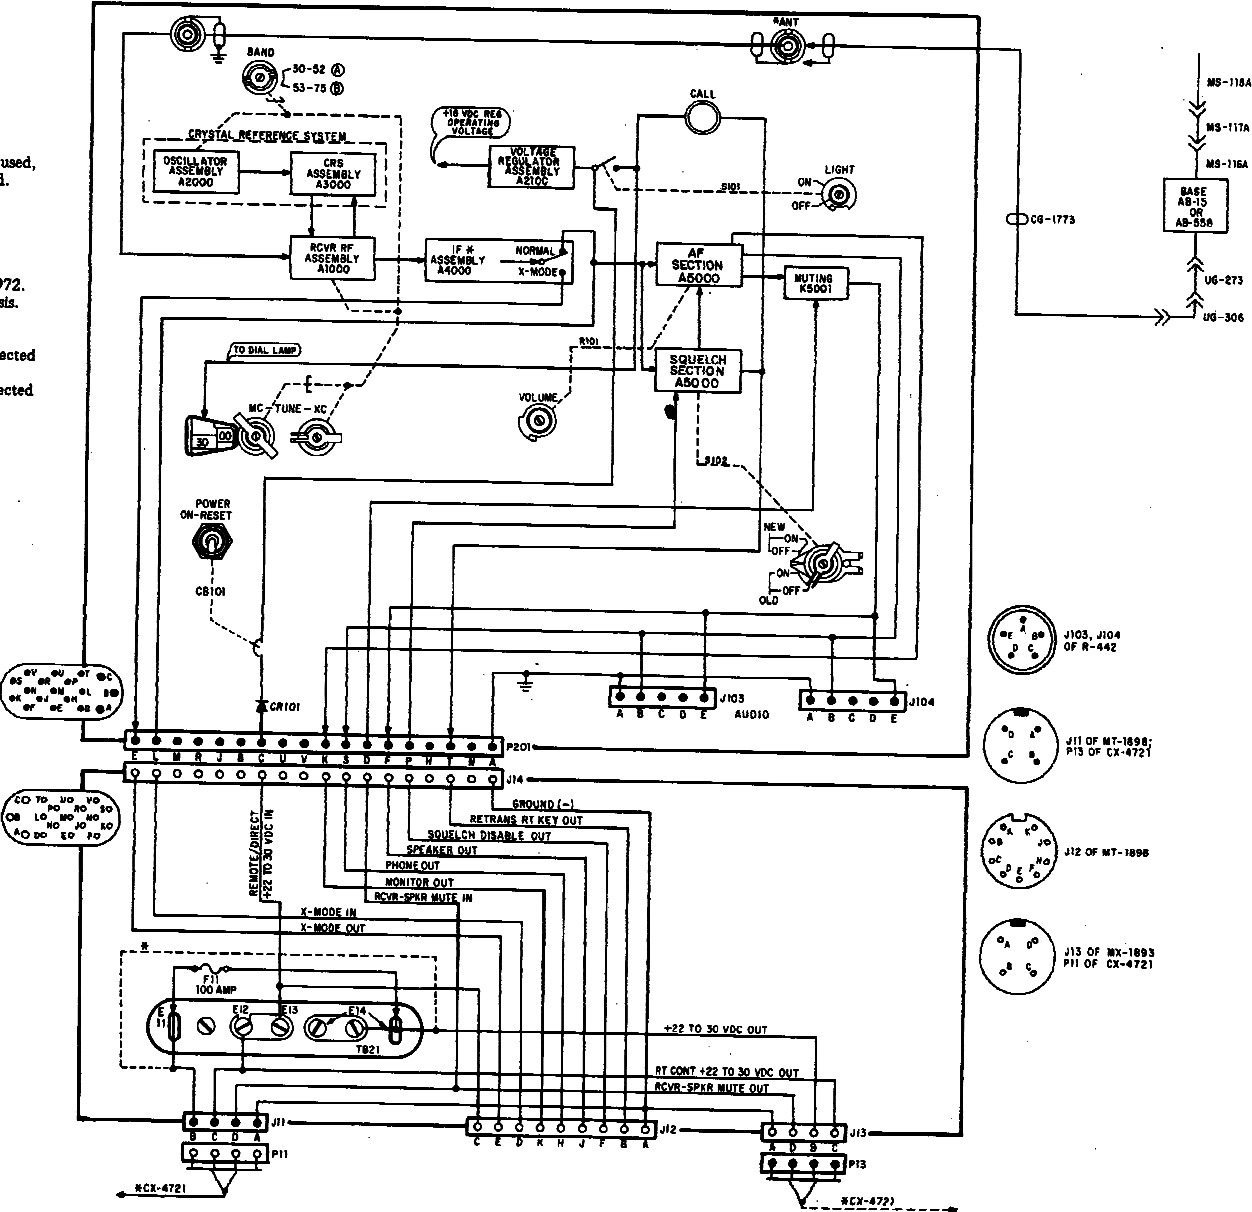 used,
d.
972.
sis.
ected
ected
*ANT
BAND
30-52 A
53-75 B
CRYSTAL REFERENCE SYSTEM
OSCILLATOR
ASSEMBLY
A2000
CRS
ASSEMBLY
A3000
+16 VDC REG
OPERATING
VOLTAGE
VOLTAGE
REGULATOR
ASSEMBLY
A2100
CALL
S101
LIGHT
ON
OFF
RCVR RF
ASSEMBLY
A1000
IF *
ASSEMBLY
A4000
NORMAL
X-MODE
AF
SECTION
A5000
MUTING
K5001
SQUELCH
SECTION
A5000
R101
TO DIAL LAMP
MC-TUNE-KC
30
00
VOLUME
S102
POWER
ON-RESET
CB101
NEW
ON
OFF
ON
OFF
OLD
CG-1773
MS-118A
MS-117A
MS-116A
BASE
AB-15
OR
AB-558
UG-273
UG-306
CR101
J103
A B C D E
AUDIO
J104
A B C D E
P201
E L M R J B C U V K S D F P H T N A
J14
V U T C
S R P
N M L B
K J H
F E D A
C T U V
P R S
B L M N
H J K
A D E F
GROUND (-)
RETRANS RT KEY OUT
SQUELCH DISABLE OUT
SPEAKER OUT
PHONE OUT
MONITOR OUT
RCVR-SPKR MUTE IN
REMOTE/DIRECT
+22 TO 30 VDC IN
X-MODE IN
X-MODE OUT
*
F11
100 AMP
E
11
E12
E13
E14
TB21
+22 TO 30 VDC OUT
RT CONT +22 TO 30 VDC OUT
RCVR-SPKR MUTE OUT
J11
B C D A
P11
*CX-4721
J12
C E D K H J F B A
J13
A D B C
P13
*CX-4721
A
E B
D C
J103, J104
OF R-442
D A
C B
J11 OF MT-1898;
P13 OF CX-4721
A K
B J
C H
D E F
J12 OF MT-1898
A D
B C
J13 OF MX-1893
P11 OF CX-4721